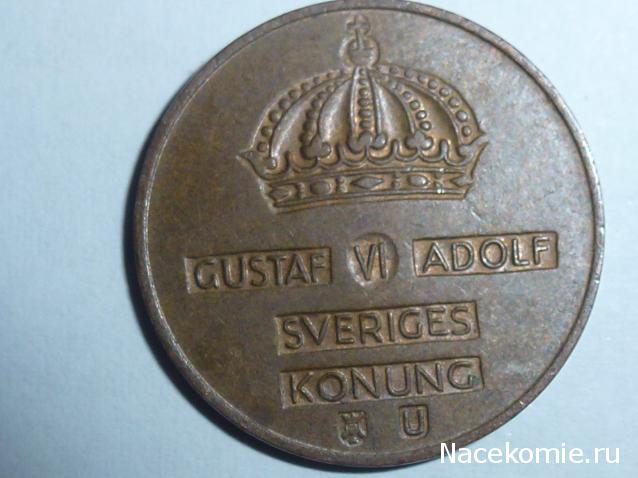 GUSTAF VI ADOLF
SVERIGES
KONUNG
U
Nacekomie.ru